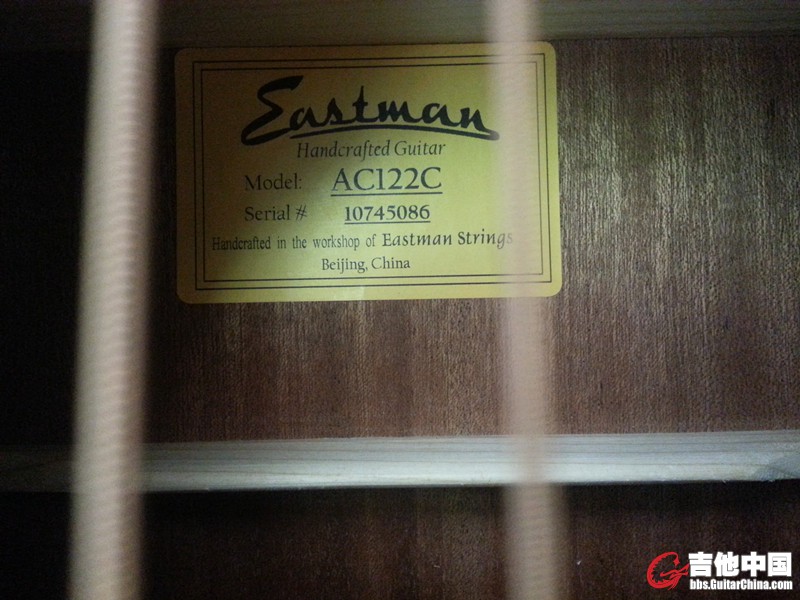 Eastman
Handcrafted Guitar
Model: AC122C
Serial # 10745086
Handcrafted in the workshop of Eastman Strings
Beijing, China
吉他中国
bbs.GuitarChina.com